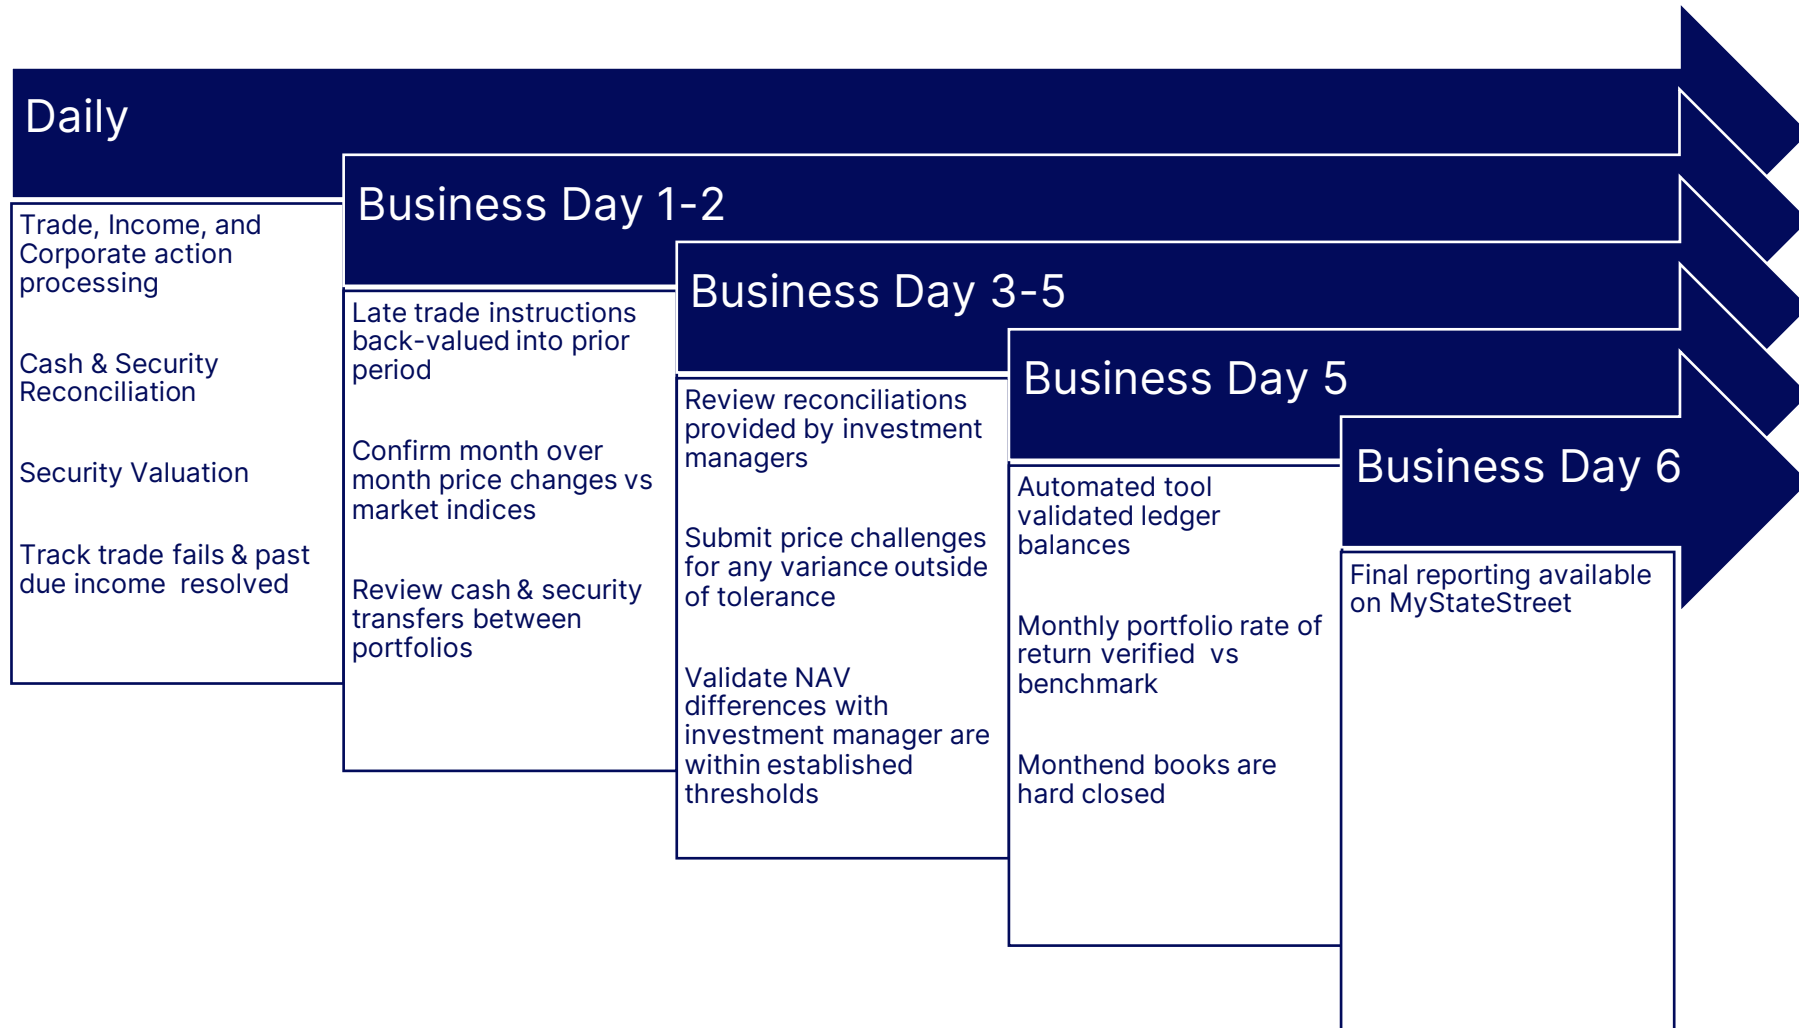 Daily
Trade, Income, and
Corporate action
processing
Cash & Security
Reconciliation
Security Valuation
Track trade fails & past
due income  resolved
Business Day 1-2
Late trade instructions
back-valued into prior
period
Confirm month over
month price changes vs
market indices
Review cash & security
transfers between
portfolios
Business Day 3-5
Review reconciliations
provided by investment
managers
Submit price challenges
for any variance outside
of tolerance
Validate NAV
differences with
investment manager are
within established
thresholds
Business Day 5
Automated tool
validated ledger
balances
Monthly portfolio rate of
return verified  vs
benchmark
Monthend books are
hard closed
Business Day 6
Final reporting available
on MyStateStreet